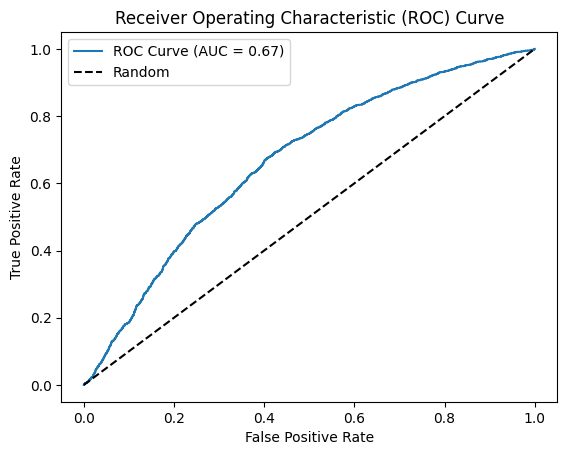 Receiver Operating Characteristic (ROC) Curve
ROC Curve (AUC = 0.67)
Random
True Positive Rate
1.0
0.8
0.6
0.4
0.2
0.0
0.0 0.2 0.4 0.6 0.8 1.0
False Positive Rate